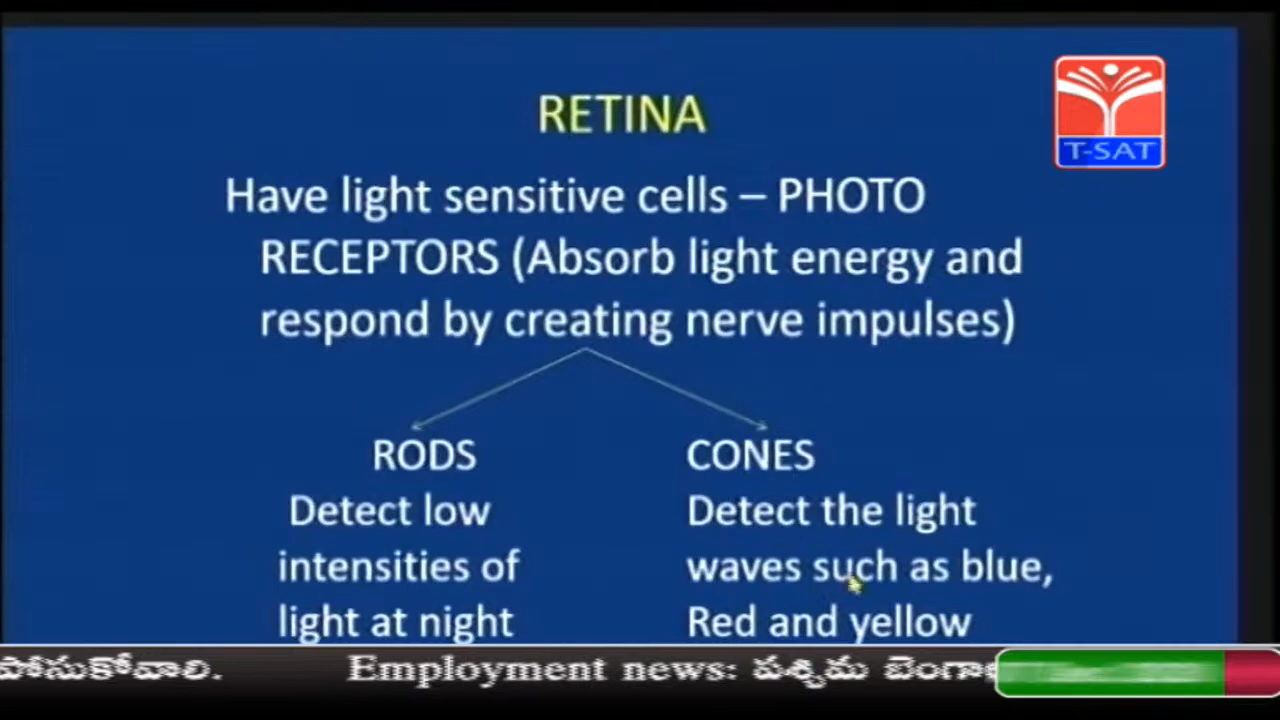 RETINA
T-SAT
Have light sensitive cells – PHOTO
RECEPTORS (Absorb light energy and
respond by creating nerve impulses)
RODS
CONES
Detect low
Detect the light
intensities of
waves such as blue,
light at night
Red and yellow
పోసుకోవాలి. Employment news: పశ్చిమ